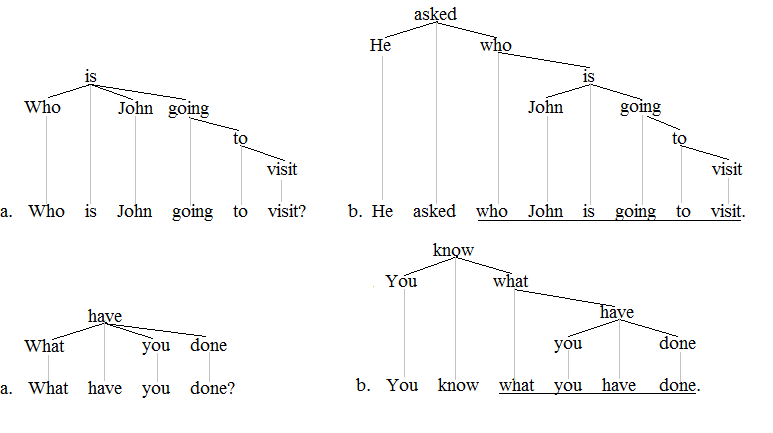 asked
He who
is is
Who John going John going
to to
visit visit
a. Who is John going to visit? b. He asked who John is going to visit.
know
You what
have have
What you done you done
a. What have you done? b. You know what you have done.